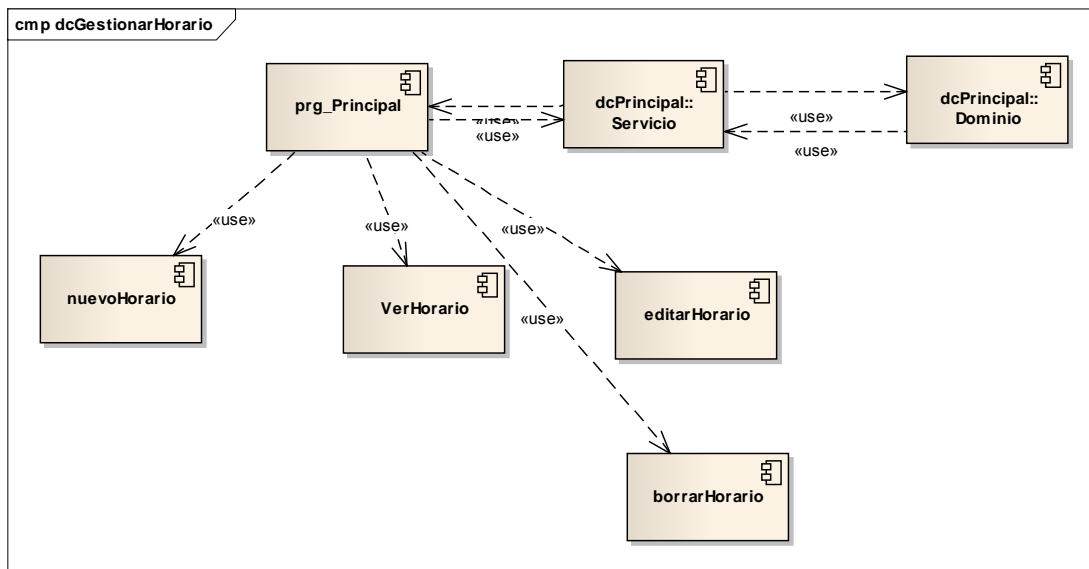 cmp dcGestionarHorario
prg_Principal
dcPrincipal::
Servicio
dcPrincipal::
Dominio
«use»
«use»
«use»
«use»
«use»
«use»
«use»
nuevoHorario
VerHorario
editarHorario
«use»
borrarHorario